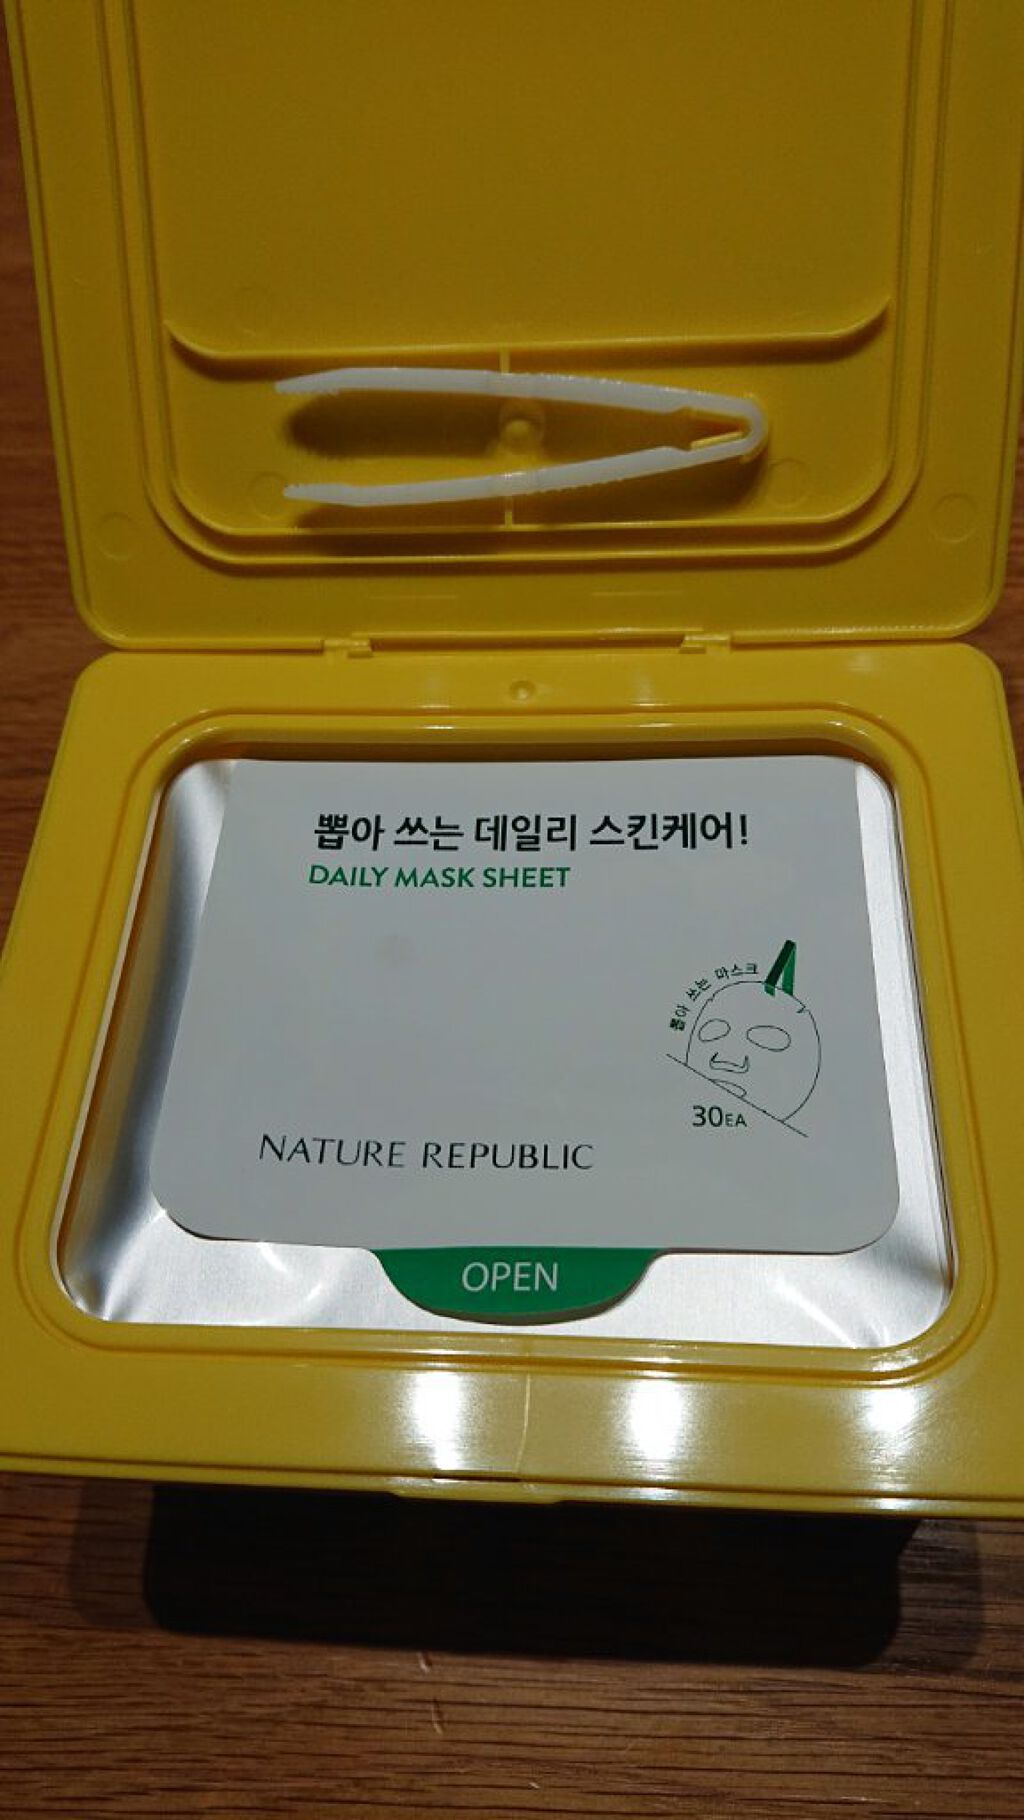 뽑아 쓰는 데일리 스킨케어!
DAILY MASK SHEET
뽑아 쓰는 마스크
30EA
NATURE REPUBLIC
OPEN